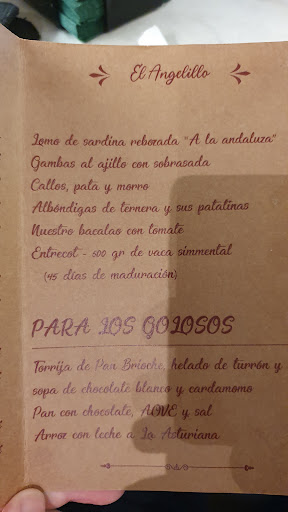 El Angelillo
Lomo de sardina rebozada "A la andaluza"
Gambas al ajillo con sobrasada
Callos, pata y morro
Albóndigas de ternera y sus patatinas
Nuestro bacalao con tomate
Entrecot - 500 gr de vaca simmental
(45 días de maduración)
PARA LOS GOLOSOS
Torrija de Pan Brioche, helado de turrón y
sopa de chocolate blanco y cardamomo
Pan con chocolate, AOVE y sal
Arroz con leche a La Asturiana